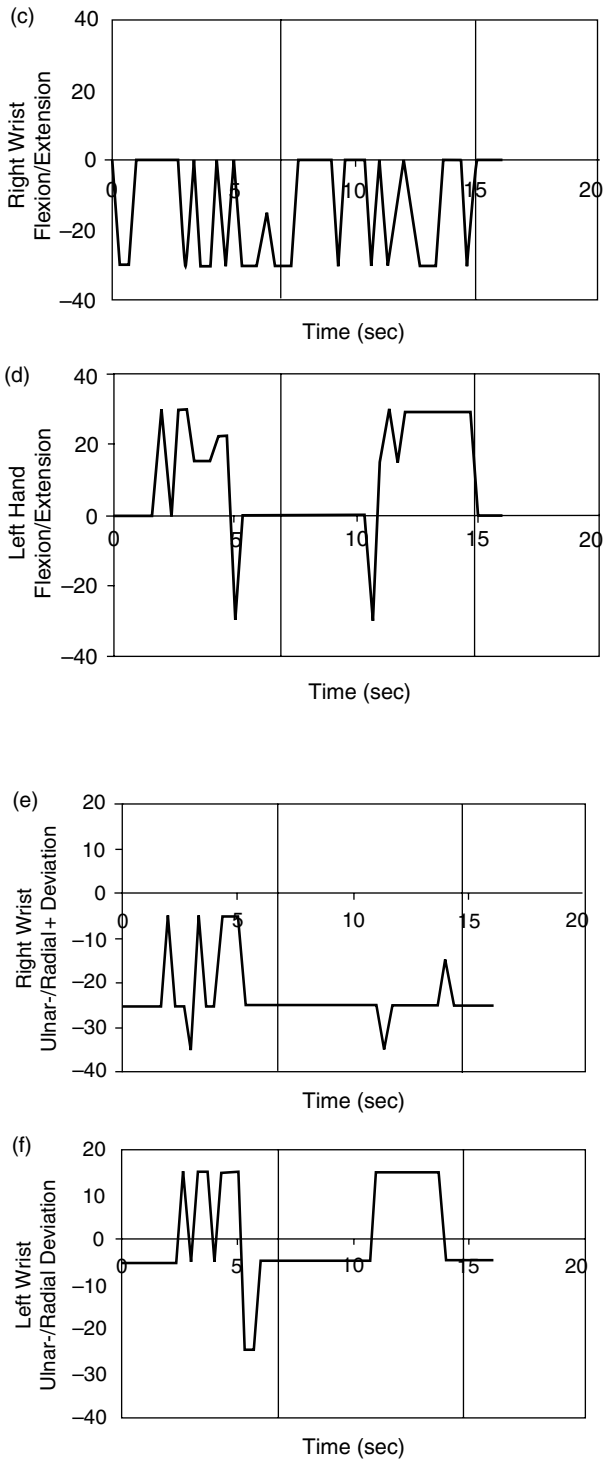 (c)
Right Wrist
Flexion/Extension
40
20
0
−20
−40
0
5
10
15
20
Time (sec)
(d)
Left Hand
Flexion/Extension
40
20
0
−20
−40
0
5
10
15
20
Time (sec)
(e)
Right Wrist
Ulnar-/Radial+ Deviation
20
10
0
−10
−20
−30
−40
0
5
10
15
20
Time (sec)
(f)
Left Wrist
Ulnar-/Radial Deviation
20
10
0
−10
−20
−30
−40
0
5
10
15
20
Time (sec)